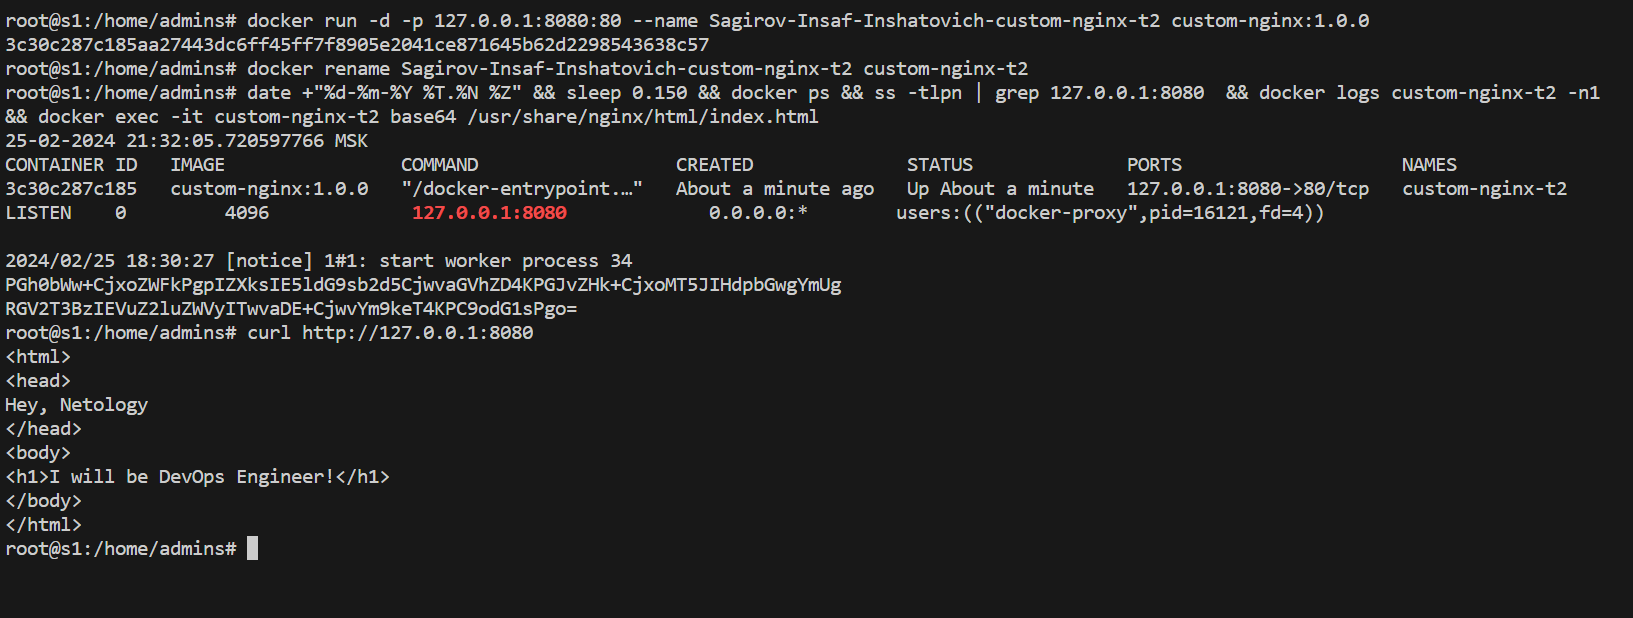 root@s1:/home/admins# docker run -d -p 127.0.0.1:8080:80 --name Sagirov-Insaf-Inshatovich-custom-nginx-t2 custom-nginx:1.0.0
3c30c287c185aa27443dc6ff45ff7f8905e2041ce871645b62d2298543638c57
root@s1:/home/admins# docker rename Sagirov-Insaf-Inshatovich-custom-nginx-t2 custom-nginx-t2
root@s1:/home/admins# date +"%d-%m-%Y %T.%N %Z" && sleep 0.150 && docker ps && ss -tlpn | grep 127.0.0.1:8080  && docker logs custom-nginx-t2 -n1
&& docker exec -it custom-nginx-t2 base64 /usr/share/nginx/html/index.html
25-02-2024 21:32:05.720597766 MSK
CONTAINER ID   IMAGE                COMMAND                  CREATED              STATUS              PORTS                    NAMES
3c30c287c185   custom-nginx:1.0.0   "/docker-entrypoint.…"   About a minute ago   Up About a minute   127.0.0.1:8080->80/tcp   custom-nginx-t2
LISTEN    0         4096             127.0.0.1:8080             0.0.0.0:*        users:(("docker-proxy",pid=16121,fd=4))
2024/02/25 18:30:27 [notice] 1#1: start worker process 34
PGh0bWw+CjxoZWFkPgpIZXksIE5ldG9sb2d5CjwvaGVhZD4KPGJvZHk+CjxoMT5JIHdpbGwgYmUg
RGV2T3BzIEVuZ2luZWVyITwvaDE+CjwvYm9keT4KPC9odG1sPgo=
root@s1:/home/admins# curl http://127.0.0.1:8080
<html>
<head>
Hey, Netology
</head>
<body>
<h1>I will be DevOps Engineer!</h1>
</body>
</html>
root@s1:/home/admins#